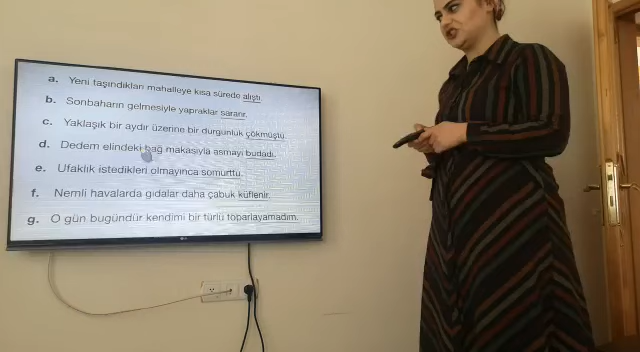 a. Yeni taşındıkları mahalleye kısa sürede alıştı.
b. Sonbaharın gelmesiyle yapraklar sararır.
c. Yaklaşık bir aydır üzerine bir durgunluk çökmüştü.
d. Dedem elindeki bağ makasıyla asmayı budadı.
e. Ufaklık istedikleri olmayınca somurttu.
f. Nemli havalarda gıdalar daha çabuk küflenir.
g. O gün bugündür kendimi bir türlü toparlayamadım.
LG